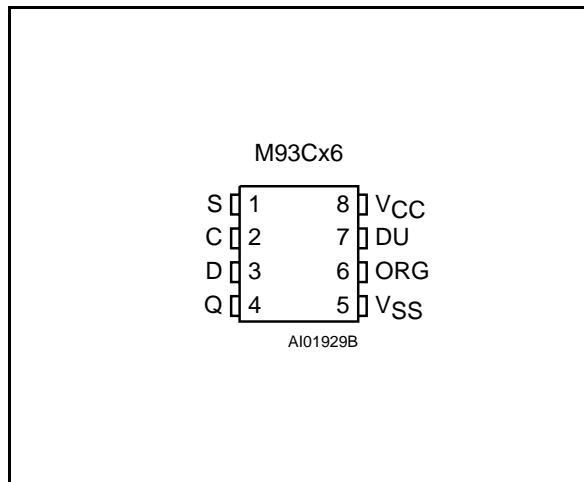 M93Cx6
S 1 8 VCC
C 2 7 DU
D 3 6 ORG
Q 4 5 VSS
AI01929B